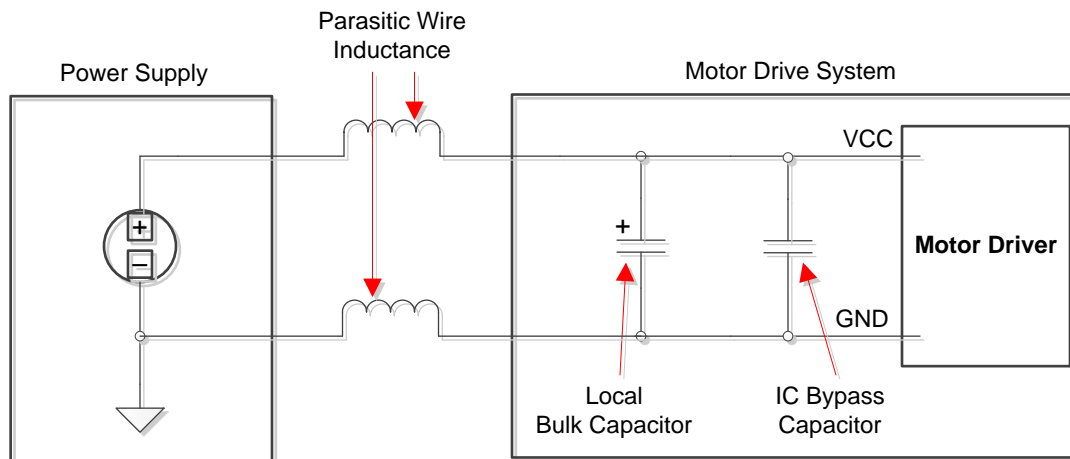 Parasitic Wire
Inductance
Power Supply
Motor Drive System
VCC
+
–
+
Motor Driver
GND
Local
Bulk Capacitor
IC Bypass
Capacitor